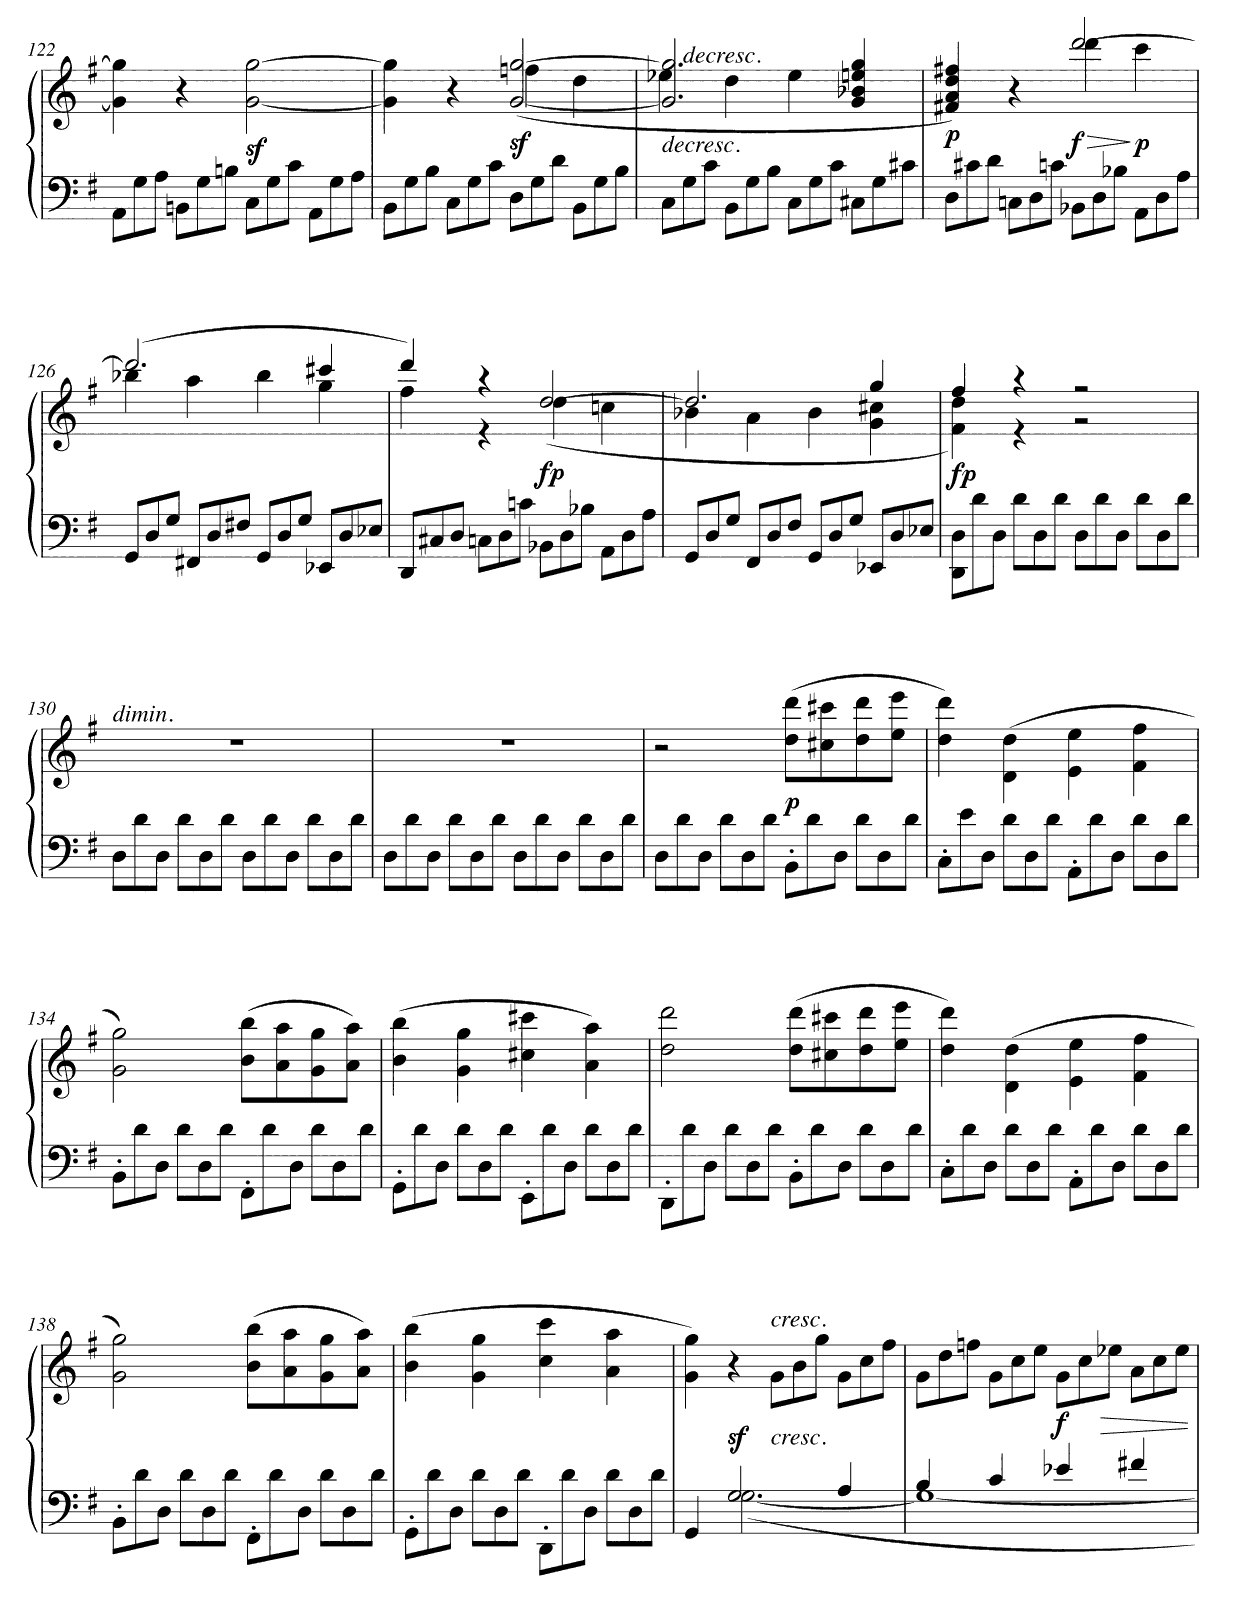 122
decresc.
sf
sf
decresc.
p
f
p
126
fp
fp
130
dimin.
p
134
138
cresc.
sf
cresc.
f